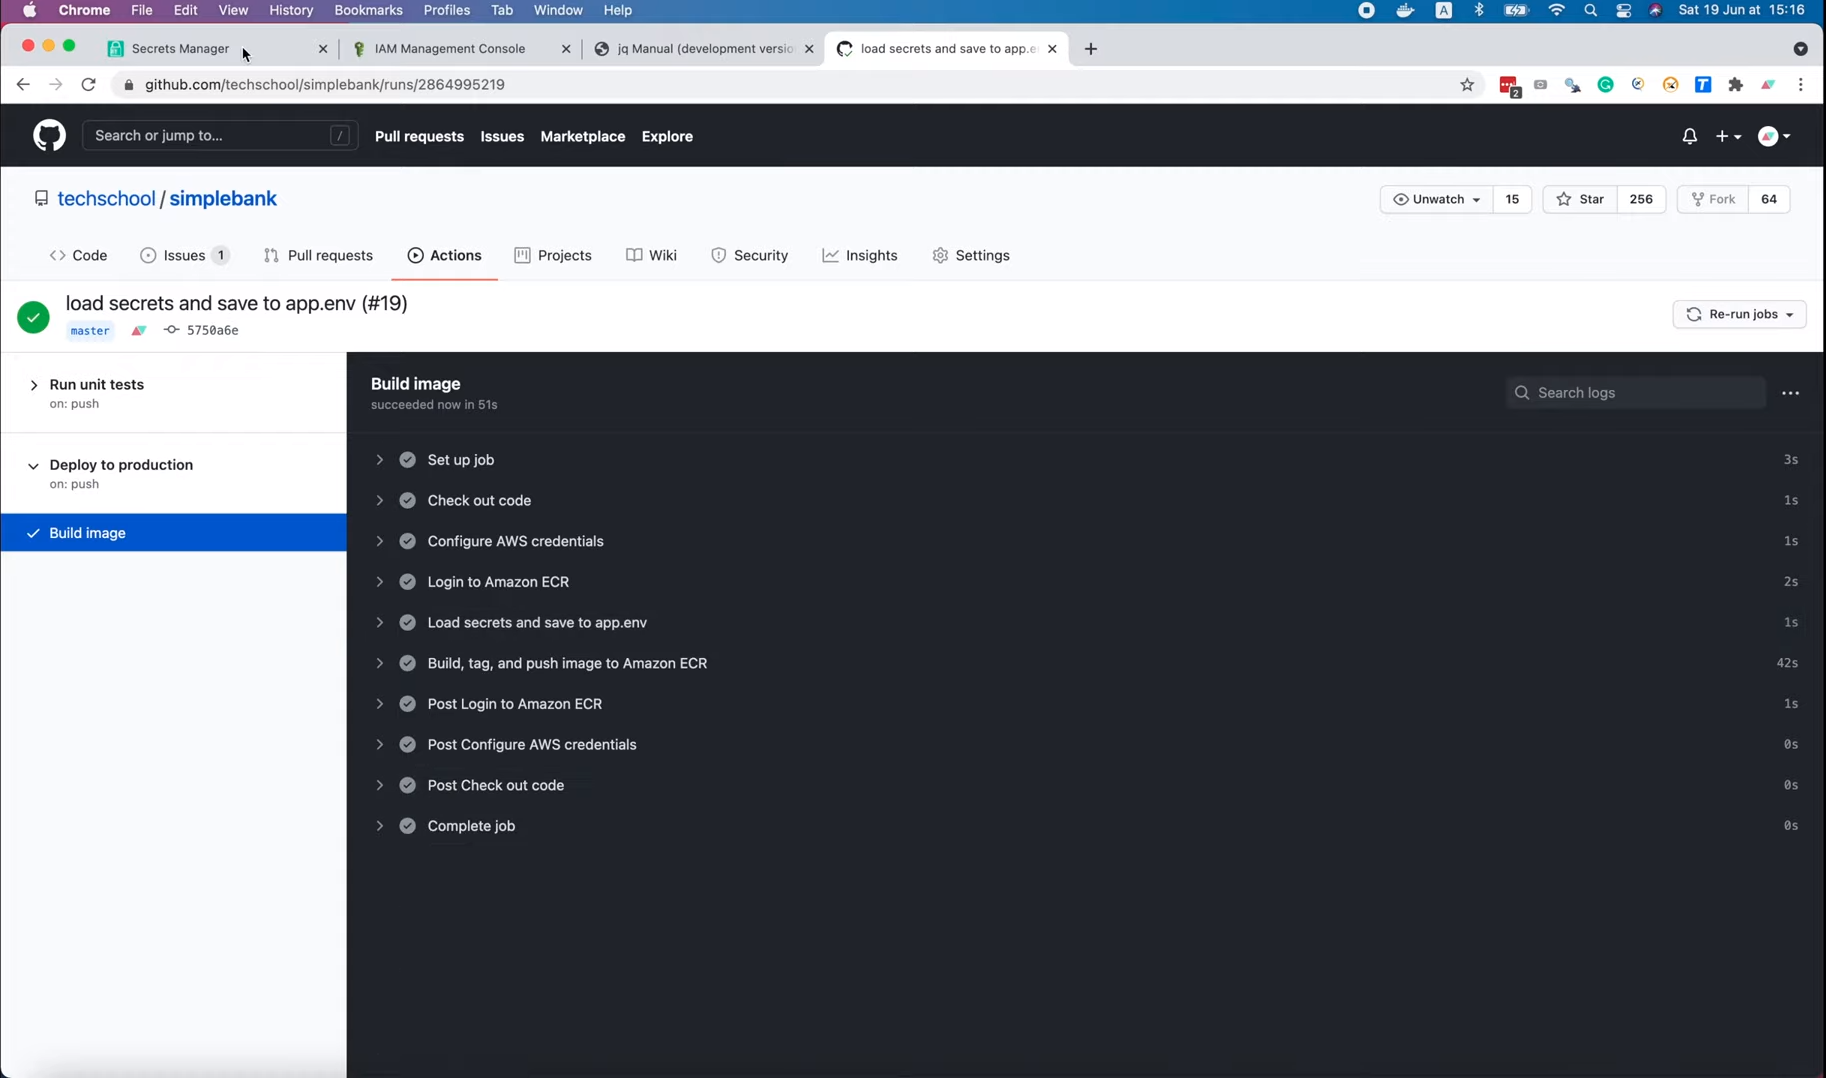 Chrome File Edit View History Bookmarks Profiles Tab Window Help
A
Sat 19 Jun at 15:16
Secrets Manager
IAM Management Console
jq Manual (development versio
load secrets and save to app.e
github.com/techschool/simplebank/runs/2864995219
2
T
Search or jump to...
/
Pull requests Issues Marketplace Explore
techschool / simplebank
Unwatch 15
Star 256
Fork 64
Code
Issues 1
Pull requests
Actions
Projects
Wiki
Security
Insights
Settings
load secrets and save to app.env (#19)
master
5750a6e
Re-run jobs
Run unit tests
on: push
Deploy to production
on: push
Build image
Build image
succeeded now in 51s
Search logs
Set up job 3s
Check out code 1s
Configure AWS credentials 1s
Login to Amazon ECR 2s
Load secrets and save to app.env 1s
Build, tag, and push image to Amazon ECR 42s
Post Login to Amazon ECR 1s
Post Configure AWS credentials 0s
Post Check out code 0s
Complete job 0s